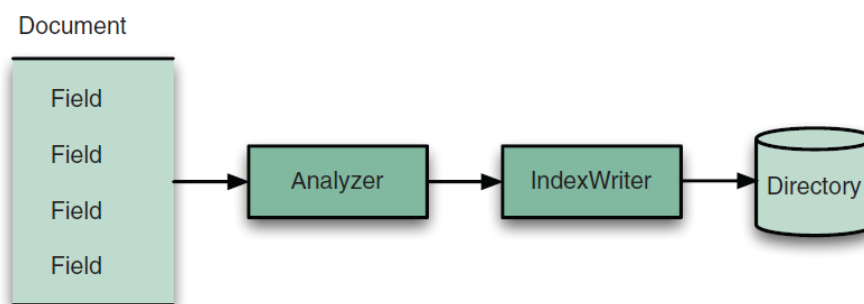 Document
Field
Field
Field
Field
Analyzer
IndexWriter
Directory